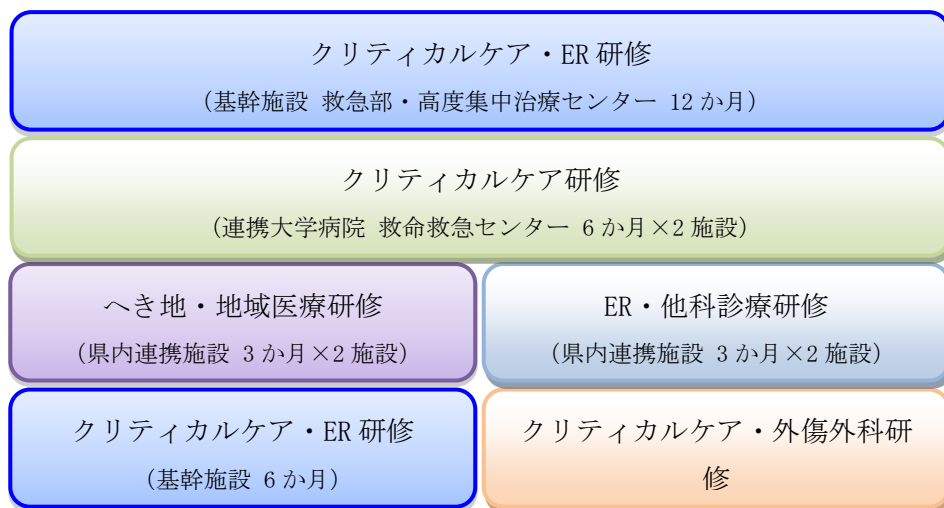 クリティカルケア・ER 研修
（基幹施設 救急部・高度集中治療センター 12 か月）
クリティカルケア研修
（連携大学病院 救命救急センター 6 か月×2 施設）
へき地・地域医療研修
（県内連携施設 3 か月×2 施設）
ER・他科診療研修
（県内連携施設 3 か月×2 施設）
クリティカルケア・ER 研修
（基幹施設 6 か月）
クリティカルケア・外傷外科研
修